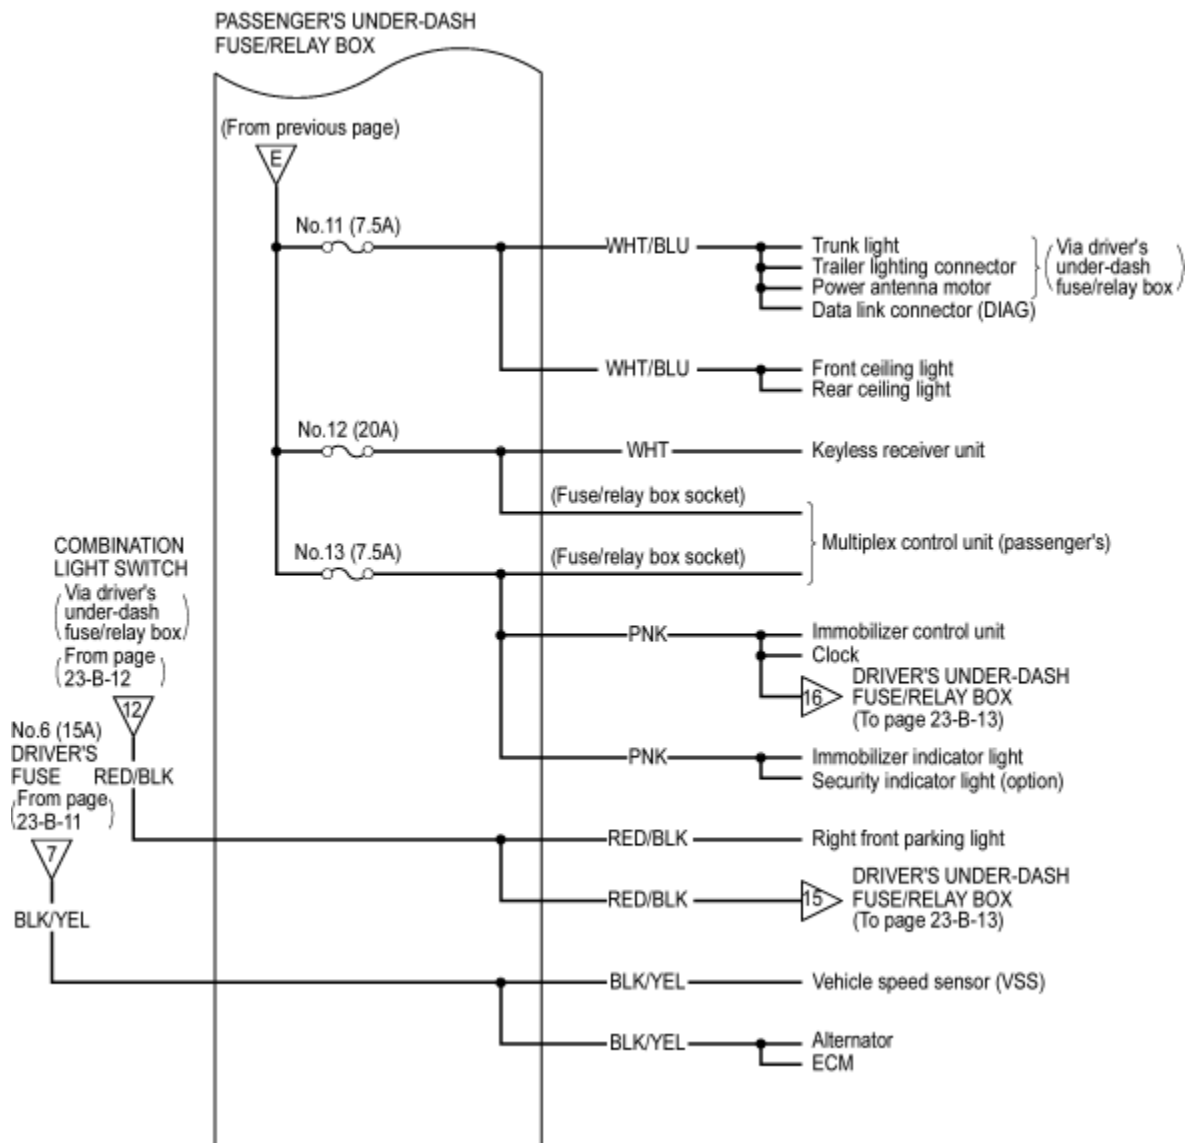 PASSENGER'S UNDER-DASH
FUSE/RELAY BOX
(From previous page)
E
No.11 (7.5A)
WHT/BLU
Trunk light
Trailer lighting connector
Power antenna motor
Data link connector (DIAG)
(Via driver's
under-dash
fuse/relay box)
WHT/BLU
Front ceiling light
Rear ceiling light
No.12 (20A)
WHT
Keyless receiver unit
(Fuse/relay box socket)
No.13 (7.5A)
(Fuse/relay box socket)
Multiplex control unit (passenger's)
COMBINATION
LIGHT SWITCH
(Via driver's
under-dash
fuse/relay box)
(From page
23-B-12)
12
RED/BLK
PNK
Immobilizer control unit
Clock
16
DRIVER'S UNDER-DASH
FUSE/RELAY BOX
(To page 23-B-13)
PNK
Immobilizer indicator light
Security indicator light (option)
No.6 (15A)
DRIVER'S
FUSE
(From page
23-B-11)
7
BLK/YEL
RED/BLK
Right front parking light
RED/BLK
15
DRIVER'S UNDER-DASH
FUSE/RELAY BOX
(To page 23-B-13)
BLK/YEL
Vehicle speed sensor (VSS)
BLK/YEL
Alternator
ECM